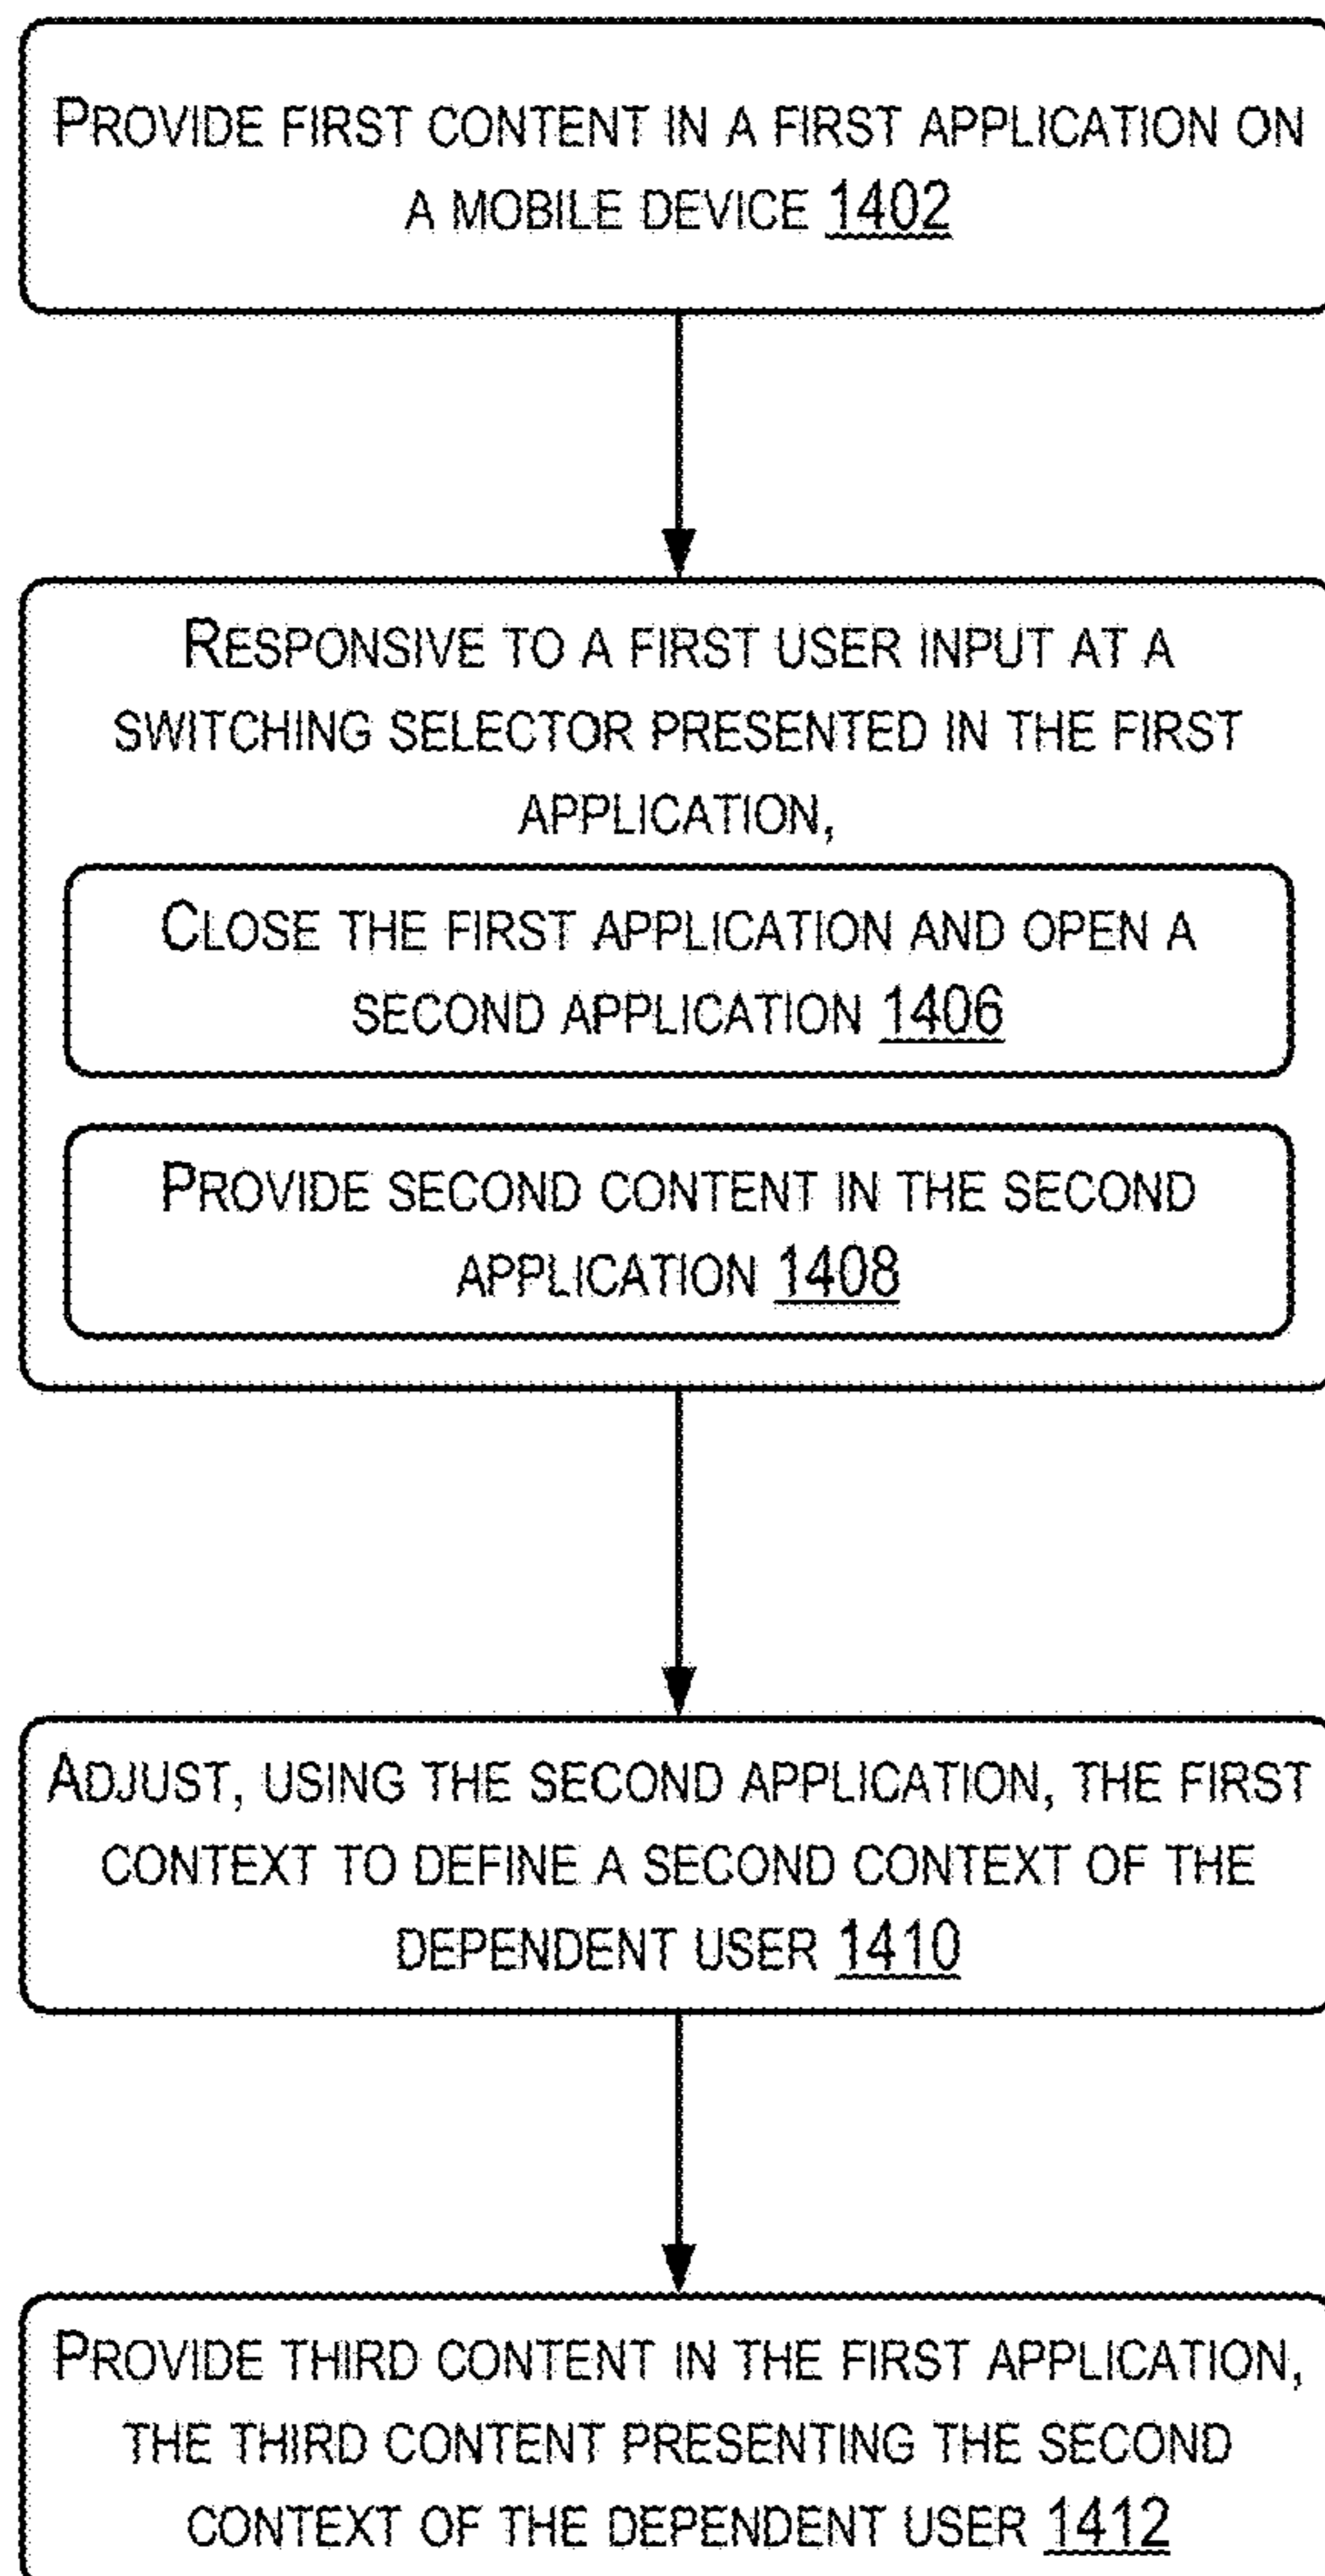 PROVIDE FIRST CONTENT IN A FIRST APPLICATION ON
A MOBILE DEVICE 1402
RESPONSIVE TO A FIRST USER INPUT AT A
SWITCHING SELECTOR PRESENTED IN THE FIRST
APPLICATION,
CLOSE THE FIRST APPLICATION AND OPEN A
SECOND APPLICATION 1406
PROVIDE SECOND CONTENT IN THE SECOND
APPLICATION 1408
ADJUST, USING THE SECOND APPLICATION, THE FIRST
CONTEXT TO DEFINE A SECOND CONTEXT OF THE
DEPENDENT USER 1410
PROVIDE THIRD CONTENT IN THE FIRST APPLICATION,
THE THIRD CONTENT PRESENTING THE SECOND
CONTEXT OF THE DEPENDENT USER 1412